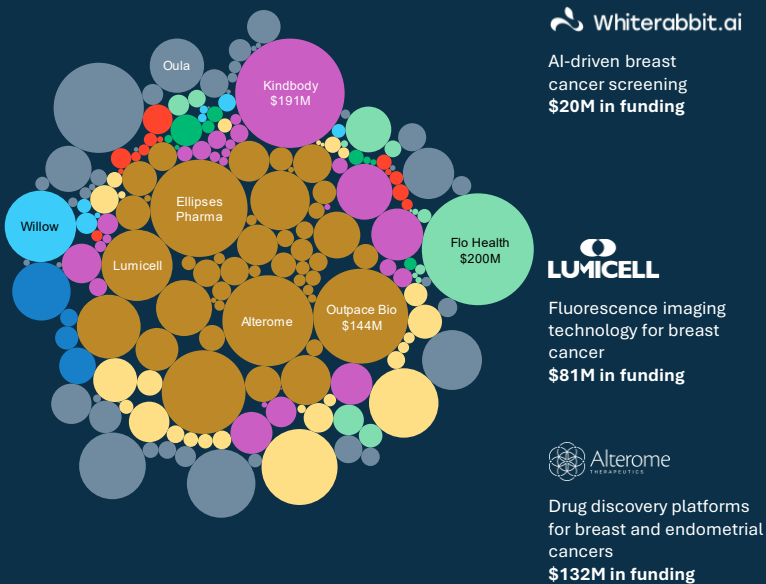 Oula
Kindbody
$191M
Ellipses
Pharma
Willow
Flo Health
$200M
Lumicell
Outpace Bio
$144M
Alterome
Whiterabbit.ai
AI-driven breast
cancer screening
$20M in funding
LUMICELL
Fluorescence imaging
technology for breast
cancer
$81M in funding
Alterome
THERAPEUTICS
Drug discovery platforms
for breast and endometrial
cancers
$132M in funding